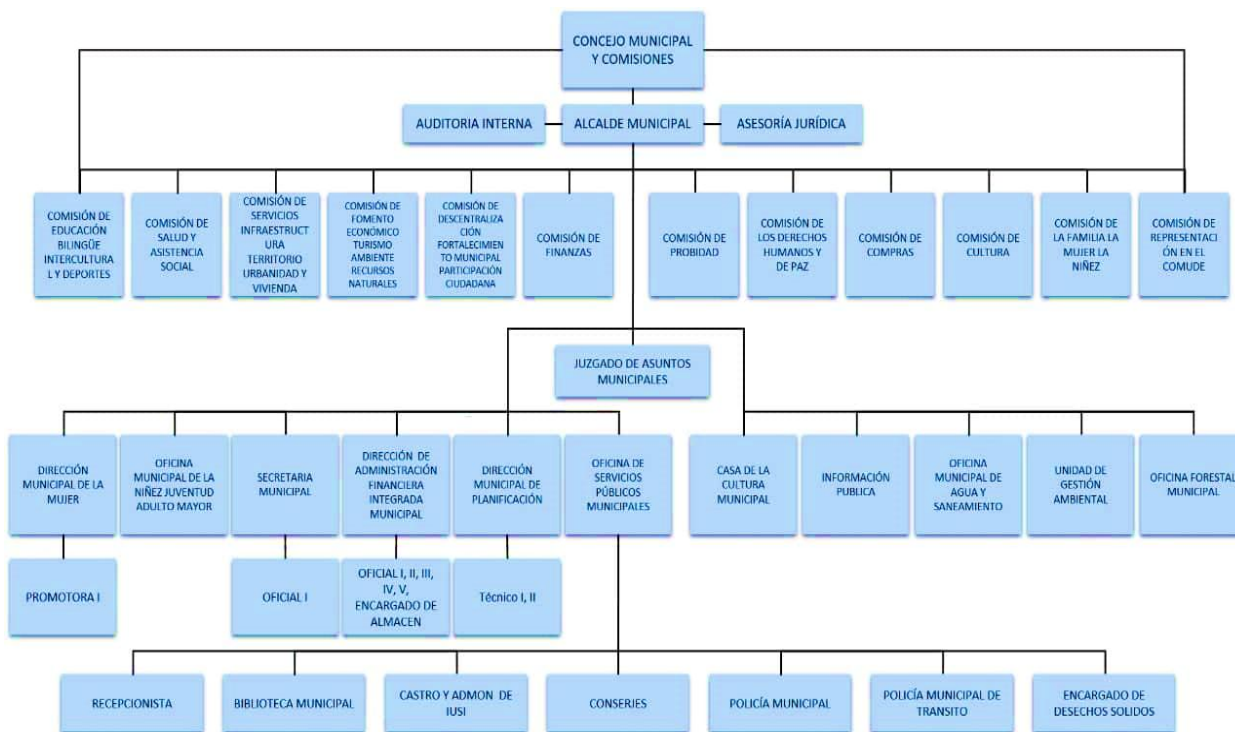 CONCEJO MUNICIPAL
Y COMISIONES
AUDITORIA INTERNA
ALCALDE MUNICIPAL
ASESORÍA JURÍDICA
COMISIÓN DE
EDUCACIÓN
BILINGÜE
INTERCULTURA
L Y DEPORTES
COMISIÓN DE
SALUD Y
ASISTENCIA
SOCIAL
COMISIÓN DE
SERVICIOS
INFRAESTRUCT
URA
TERRITORIO
URBANIDAD Y
VIVIENDA
COMISIÓN DE
FOMENTO
ECONÓMICO
TURISMO
AMBIENTE
RECURSOS
NATURALES
COMISIÓN DE
DESCENTRALIZA
CIÓN
FORTALECIMIEN
TO MUNICIPAL
PARTICIPACIÓN
CIUDADANA
COMISIÓN DE
FINANZAS
COMISIÓN DE
PROBIDAD
COMISIÓN DE
LOS DERECHOS
HUMANOS Y
DE PAZ
COMISIÓN DE
COMPRAS
COMISIÓN DE
CULTURA
COMISIÓN DE
LA FAMILIA LA
MUJER LA
NIÑEZ
COMISIÓN DE
REPRESENTACI
ÓN EN EL
COMUDE
JUZGADO DE ASUNTOS
MUNICIPALES
DIRECCIÓN
MUNICIPAL DE LA
MUJER
OFICINA
MUNICIPAL DE LA
NIÑEZ JUVENTUD
ADULTO MAYOR
SECRETARIA
MUNICIPAL
DIRECCIÓN DE
ADMINISTRACIÓN
FINANCIERA
INTEGRADA
MUNICIPAL
DIRECCIÓN
MUNICIPAL DE
PLANIFICACIÓN
OFICINA DE
SERVICIOS
PÚBLICOS
MUNICIPALES
CASA DE LA
CULTURA
MUNICIPAL
INFORMACIÓN
PUBLICA
OFICINA
MUNICIPAL DE
AGUA Y
SANEAMIENTO
UNIDAD DE
GESTIÓN
AMBIENTAL
OFICINA FORESTAL
MUNICIPAL
PROMOTORA I
OFICIAL I
OFICIAL I, II, III,
IV, V,
ENCARGADO DE
ALMACEN
Técnico I, II
RECEPCIONISTA
BIBLIOTECA MUNICIPAL
CASTRO Y ADMON DE
IUSI
CONSERJES
POLICÍA MUNICIPAL
POLICÍA MUNICIPAL DE
TRANSITO
ENCARGADO DE
DESECHOS SOLIDOS